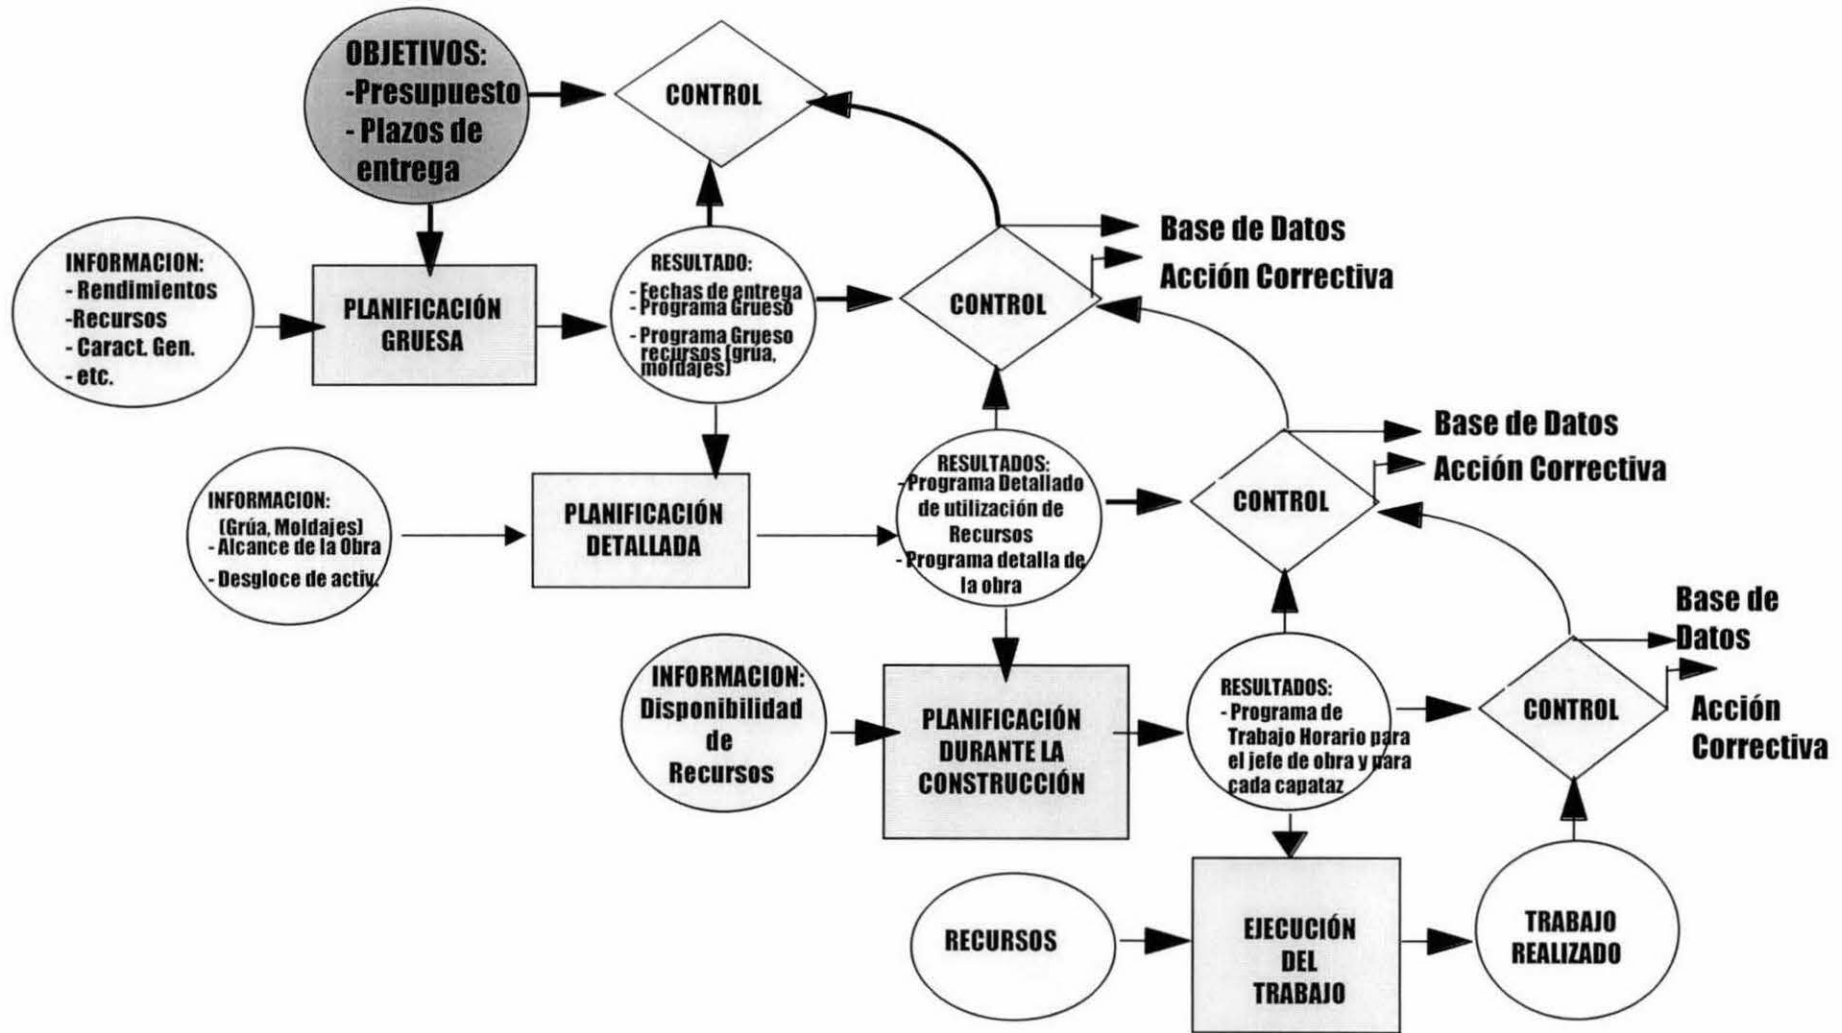 OBJETIVOS:
-Presupuesto
- Plazos de
entrega
CONTROL
INFORMACION:
- Rendimientos
-Recursos
- Caract. Gen.
- etc.
PLANIFICACIÓN
GRUESA
RESULTADO:
- Fechas de entrega
- Programa Grueso
- Programa Grueso
recursos (grúa,
moldajes)
CONTROL
Base de Datos
Acción Correctiva
INFORMACION:
(Grúa, Moldajes)
- Alcance de la Obra
- Desgloce de activ.
PLANIFICACIÓN
DETALLADA
RESULTADOS:
- Programa Detallado
de utilización de
Recursos
- Programa detalla de
la obra
CONTROL
Base de Datos
Acción Correctiva
INFORMACION:
Disponibilidad
de
Recursos
PLANIFICACIÓN
DURANTE LA
CONSTRUCCIÓN
RESULTADOS:
- Programa de
Trabajo Horario para
el jefe de obra y para
cada capataz
CONTROL
Base de
Datos
Acción
Correctiva
RECURSOS
EJECUCIÓN
DEL
TRABAJO
TRABAJO
REALIZADO